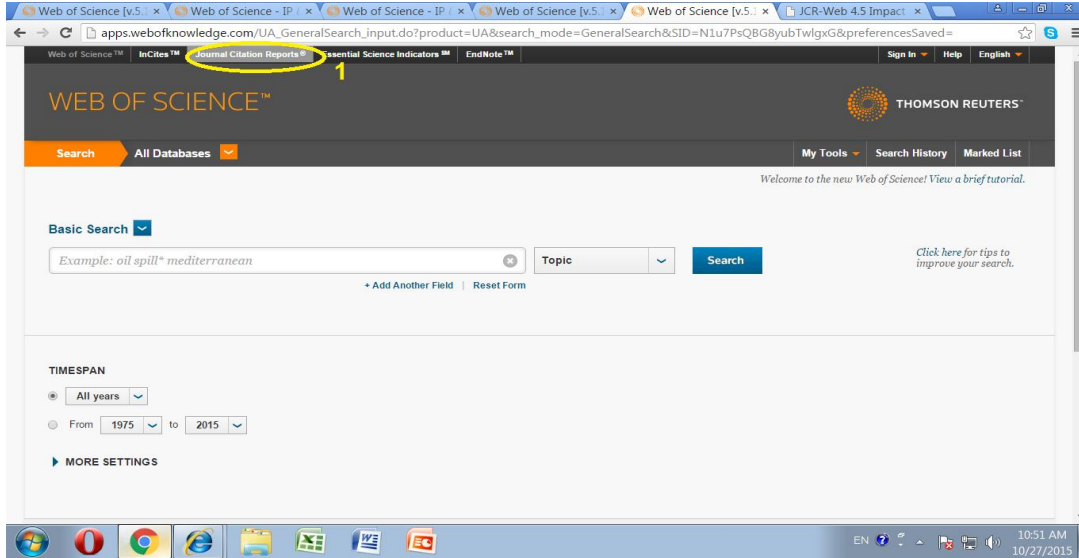 Web of Science [v.5.1 Web of Science - IP / Web of Science - IP / Web of Science [v.5.1 Web of Science [v.5.1 JCR-Web 4.5 Impact
apps.webofknowledge.com/UA_GeneralSearch_input.do?product=UA&search_mode=GeneralSearch&SID=N1u7PsQBG8yubTwlgxG&preferencesSaved=
Web of Science™ InCites™ Journal Citation Reports® Essential Science Indicators℠ EndNote™ Sign In Help English
1
WEB OF SCIENCE™ THOMSON REUTERS™
Search All Databases My Tools Search History Marked List
Welcome to the new Web of Science! View a brief tutorial.
Basic Search
Example: oil spill* mediterranean Topic Search Click here for tips to
improve your search.
+ Add Another Field | Reset Form
TIMESPAN
All years
From 1975 to 2015
MORE SETTINGS
EN 10:51 AM
10/27/2015